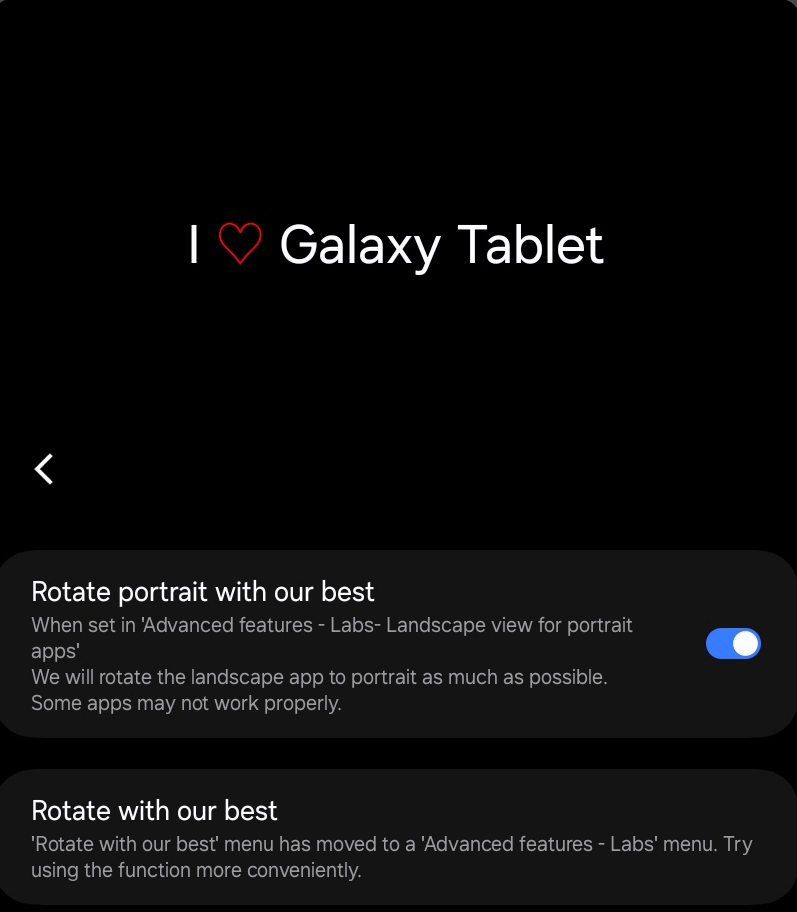 I ♡ Galaxy Tablet
Rotate portrait with our best
When set in 'Advanced features - Labs- Landscape view for portrait
apps'
We will rotate the landscape app to portrait as much as possible.
Some apps may not work properly.
Rotate with our best
'Rotate with our best' menu has moved to a 'Advanced features - Labs' menu. Try
using the function more conveniently.